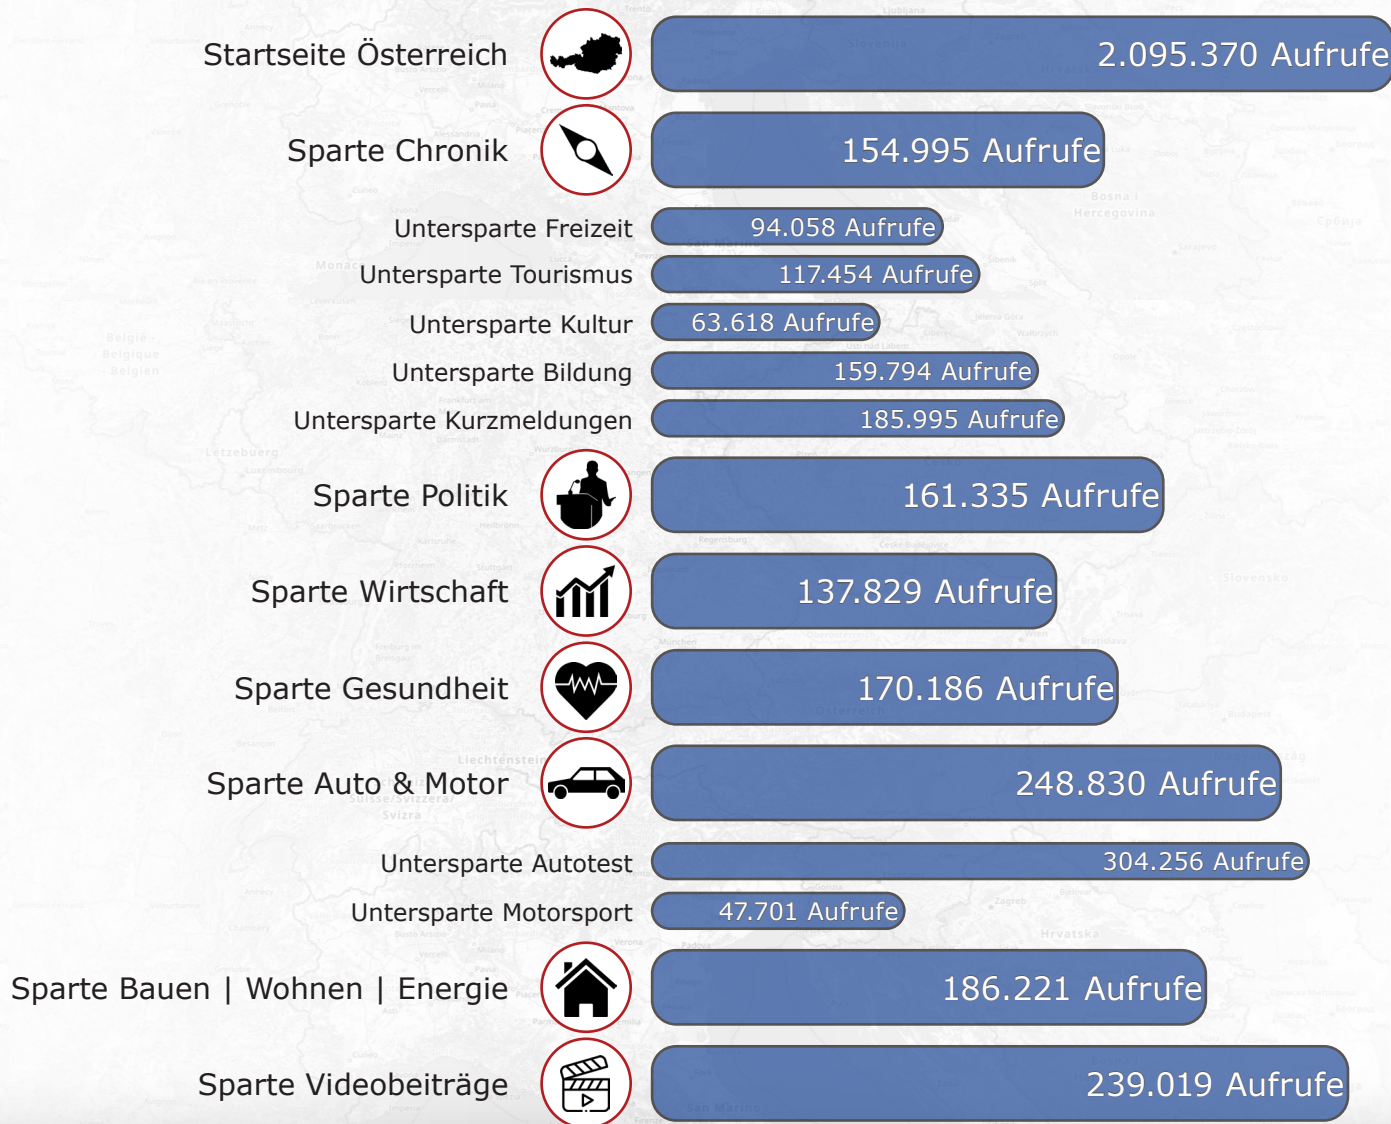 Startseite Österreich
2.095.370 Aufrufe
Sparte Chronik
154.995 Aufrufe
Untersparte Freizeit
94.058 Aufrufe
Untersparte Tourismus
117.454 Aufrufe
Untersparte Kultur
63.618 Aufrufe
Untersparte Bildung
159.794 Aufrufe
Untersparte Kurzmeldungen
185.995 Aufrufe
Sparte Politik
161.335 Aufrufe
Sparte Wirtschaft
137.829 Aufrufe
Sparte Gesundheit
170.186 Aufrufe
Sparte Auto & Motor
248.830 Aufrufe
Untersparte Autotest
304.256 Aufrufe
Untersparte Motorsport
47.701 Aufrufe
Sparte Bauen | Wohnen | Energie
186.221 Aufrufe
Sparte Videobeiträge
239.019 Aufrufe